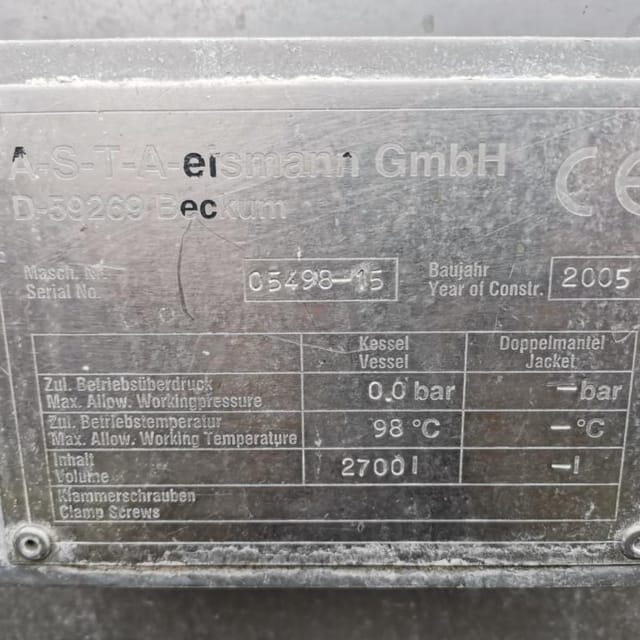 A-S-T-A-eismann GmbH
D-59269 Beckum
CE
Masch. Nr.
Serial No.
05498-15
Baujahr
Year of Constr.
2005
Kessel
Vessel
Doppelmantel
Jacket
Zul. Betriebsüberdruck
Max. Allow. Workingpressure
0.0 bar
- bar
Zul. Betriebstemperatur
Max. Allow. Working Temperature
98 °C
- °C
Inhalt
Volume
2700 l
- l
Klammerschrauben
Clamp Screws